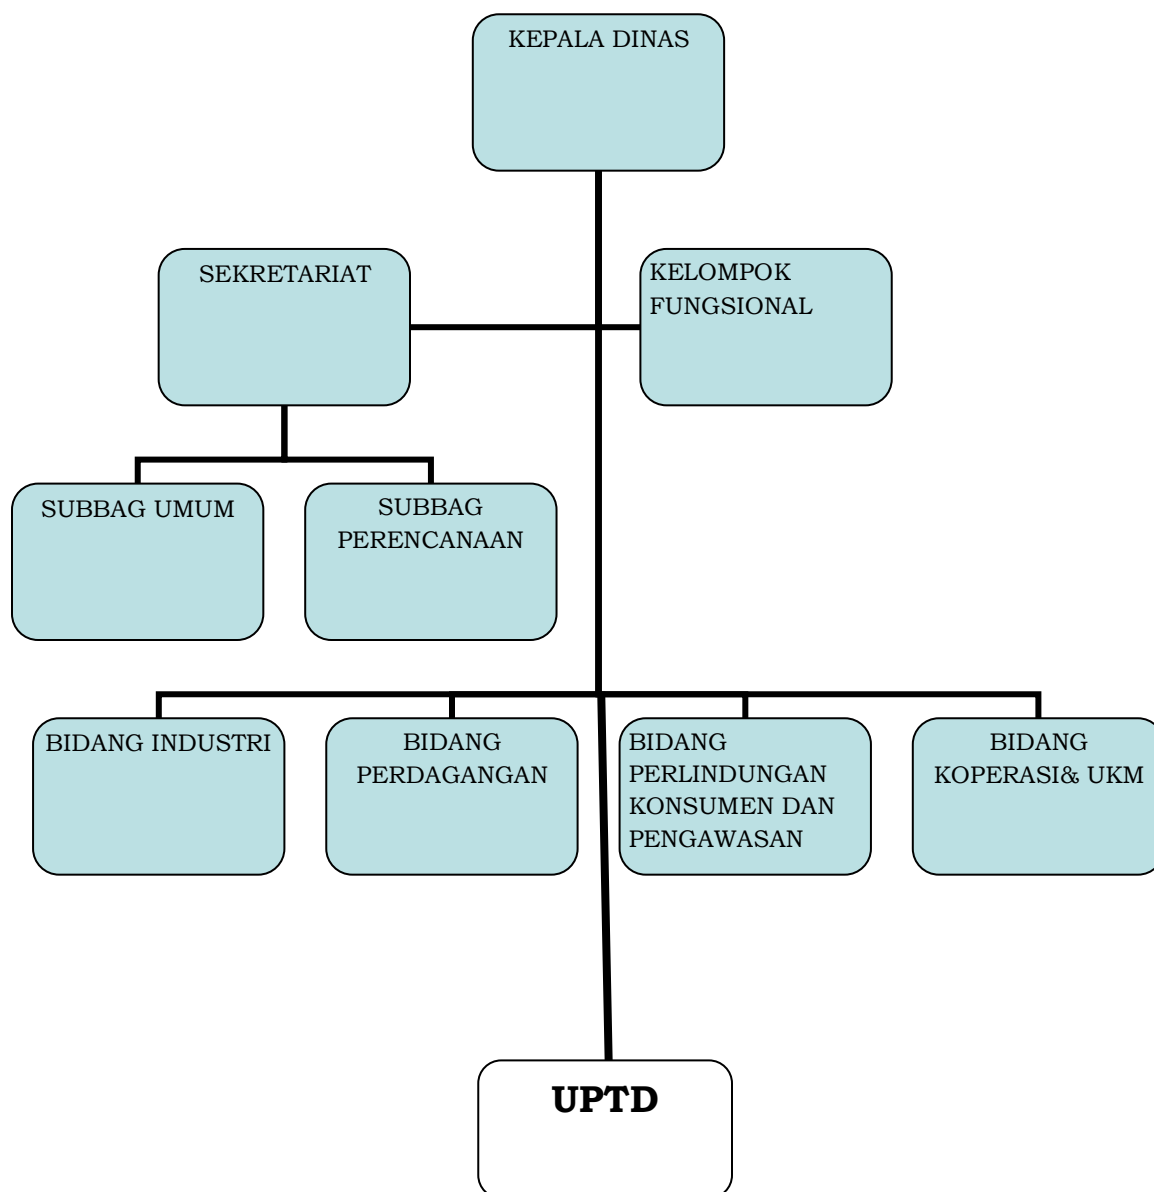 KEPALA DINAS
SEKRETARIAT
KELOMPOK
FUNGSIONAL
SUBBAG UMUM
SUBBAG
PERENCANAAN
BIDANG INDUSTRI
BIDANG
PERDAGANGAN
BIDANG
PERLINDUNGAN
KONSUMEN DAN
PENGAWASAN
BIDANG
KOPERASI& UKM
UPTD